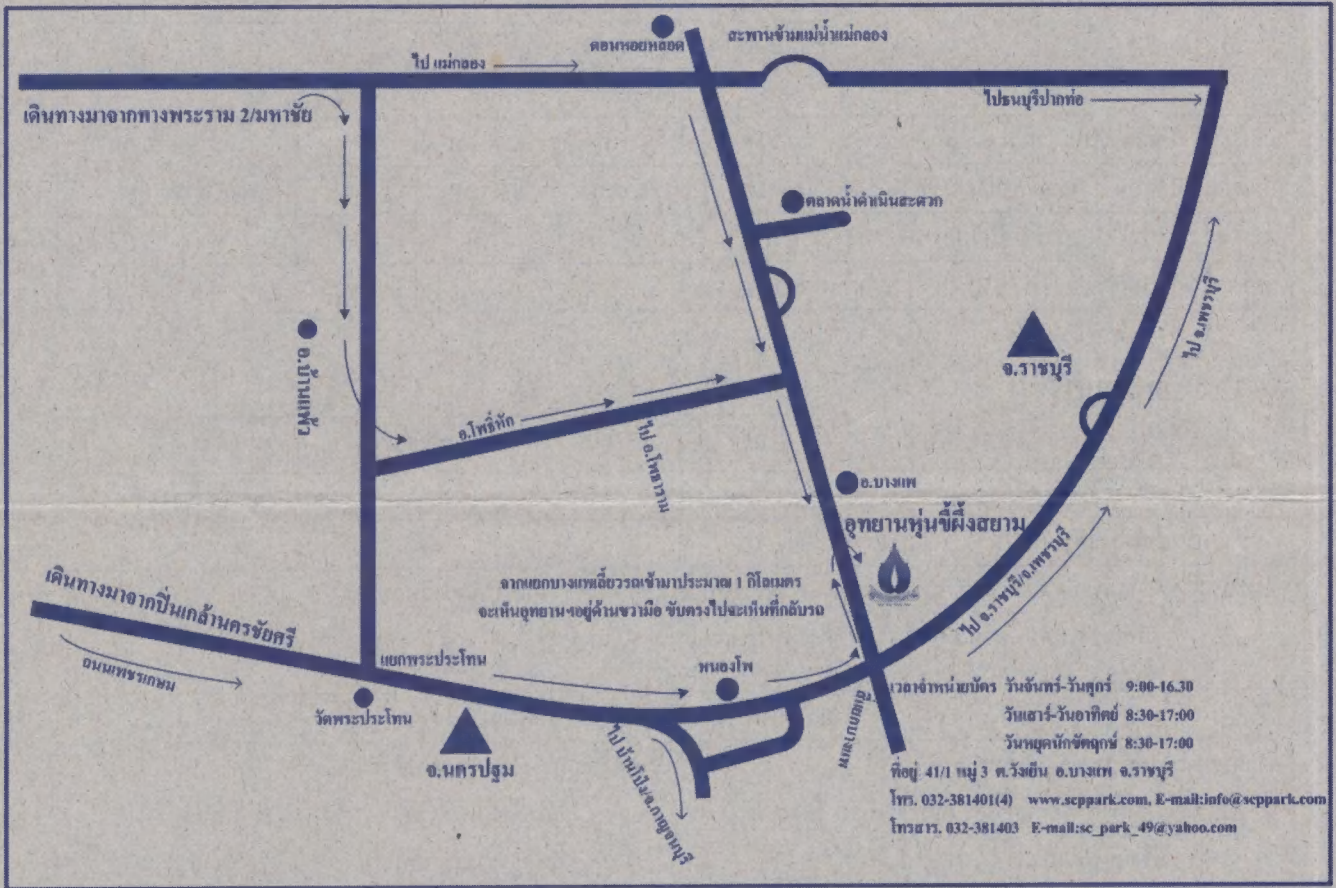 ดอนหอยหลอด
สะพานข้ามแม่น้ำแม่กลอง
ไป แม่กลอง
เดินทางมาจากทางพระราม 2/มหาชัย
ไปธนบุรีปากท่อ
ตลาดน้ำดำเนินสะดวก
อ.บ้านแพ้ว
จ.ราชบุรี
ไป จ.เพชรบุรี
อ.โพธิ์หัก
ไป อ.โพธาราม
อ.บางแพ
อุทยานหุ่นขี้ผึ้งสยาม
จากแยกบางแพเลี้ยวรถเข้ามาประมาณ 1 กิโลเมตร
จะเห็นอุทยานฯอยู่ด้านขวามือ ขับตรงไปจะเห็นที่กลับรถ
ไป จ.ราชบุรี/จ.เพชรบุรี
เดินทางมาจากปิ่นเกล้านครชัยศรี
ถนนเพชรเกษม
แยกพระประโทน
วัดพระประโทน
จ.นครปฐม
หนองโพ
ไป บ้านโป่ง/จ.กาญจนบุรี
สี่แยกบางแพ
เวลาจำหน่ายบัตร วันจันทร์-วันศุกร์ 9:00-16.30
วันเสาร์-วันอาทิตย์ 8:30-17:00
วันหยุดนักขัตฤกษ์ 8:30-17:00
ที่อยู่ 41/1 หมู่ 3 ต.วังเย็น อ.บางแพ จ.ราชบุรี
โทร. 032-381401(4) www.scppark.com, E-mail:info@scppark.com
โทรสาร. 032-381403 E-mail:sc_park_49@yahoo.com